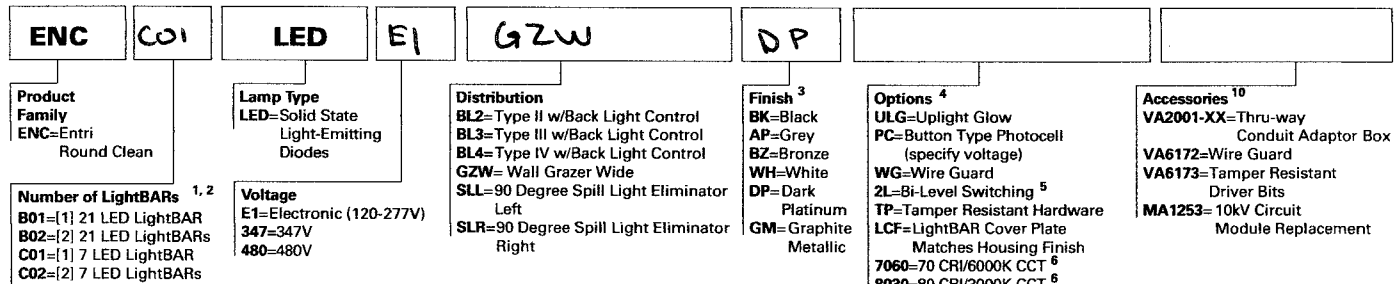 ENC CO1 LED E1 GZW DP
Product
Family
ENC=Entri
Round Clean
Number of LightBARs 1, 2
B01=[1] 21 LED LightBAR
B02=[2] 21 LED LightBARs
C01=[1] 7 LED LightBAR
C02=[2] 7 LED LightBARs
Lamp Type
LED=Solid State
Light-Emitting
Diodes
Voltage
E1=Electronic (120-277V)
347=347V
480=480V
Distribution
BL2=Type II w/Back Light Control
BL3=Type III w/Back Light Control
BL4=Type IV w/Back Light Control
GZW= Wall Grazer Wide
SLL=90 Degree Spill Light Eliminator
Left
SLR=90 Degree Spill Light Eliminator
Right
Finish 3
BK=Black
AP=Grey
BZ=Bronze
WH=White
DP=Dark
Platinum
GM=Graphite
Metallic
Options 4
ULG=Uplight Glow
PC=Button Type Photocell
(specify voltage)
WG=Wire Guard
2L=Bi-Level Switching 5
TP=Tamper Resistant Hardware
LCF=LightBAR Cover Plate
Matches Housing Finish
7060=70 CRI/6000K CCT 6
8030=80 CRI/3000K CCT 6
Accessories 10
VA2001-XX=Thru-way
Conduit Adaptor Box
VA6172=Wire Guard
VA6173=Tamper Resistant
Driver Bits
MA1253=10kV Circuit
Module Replacement